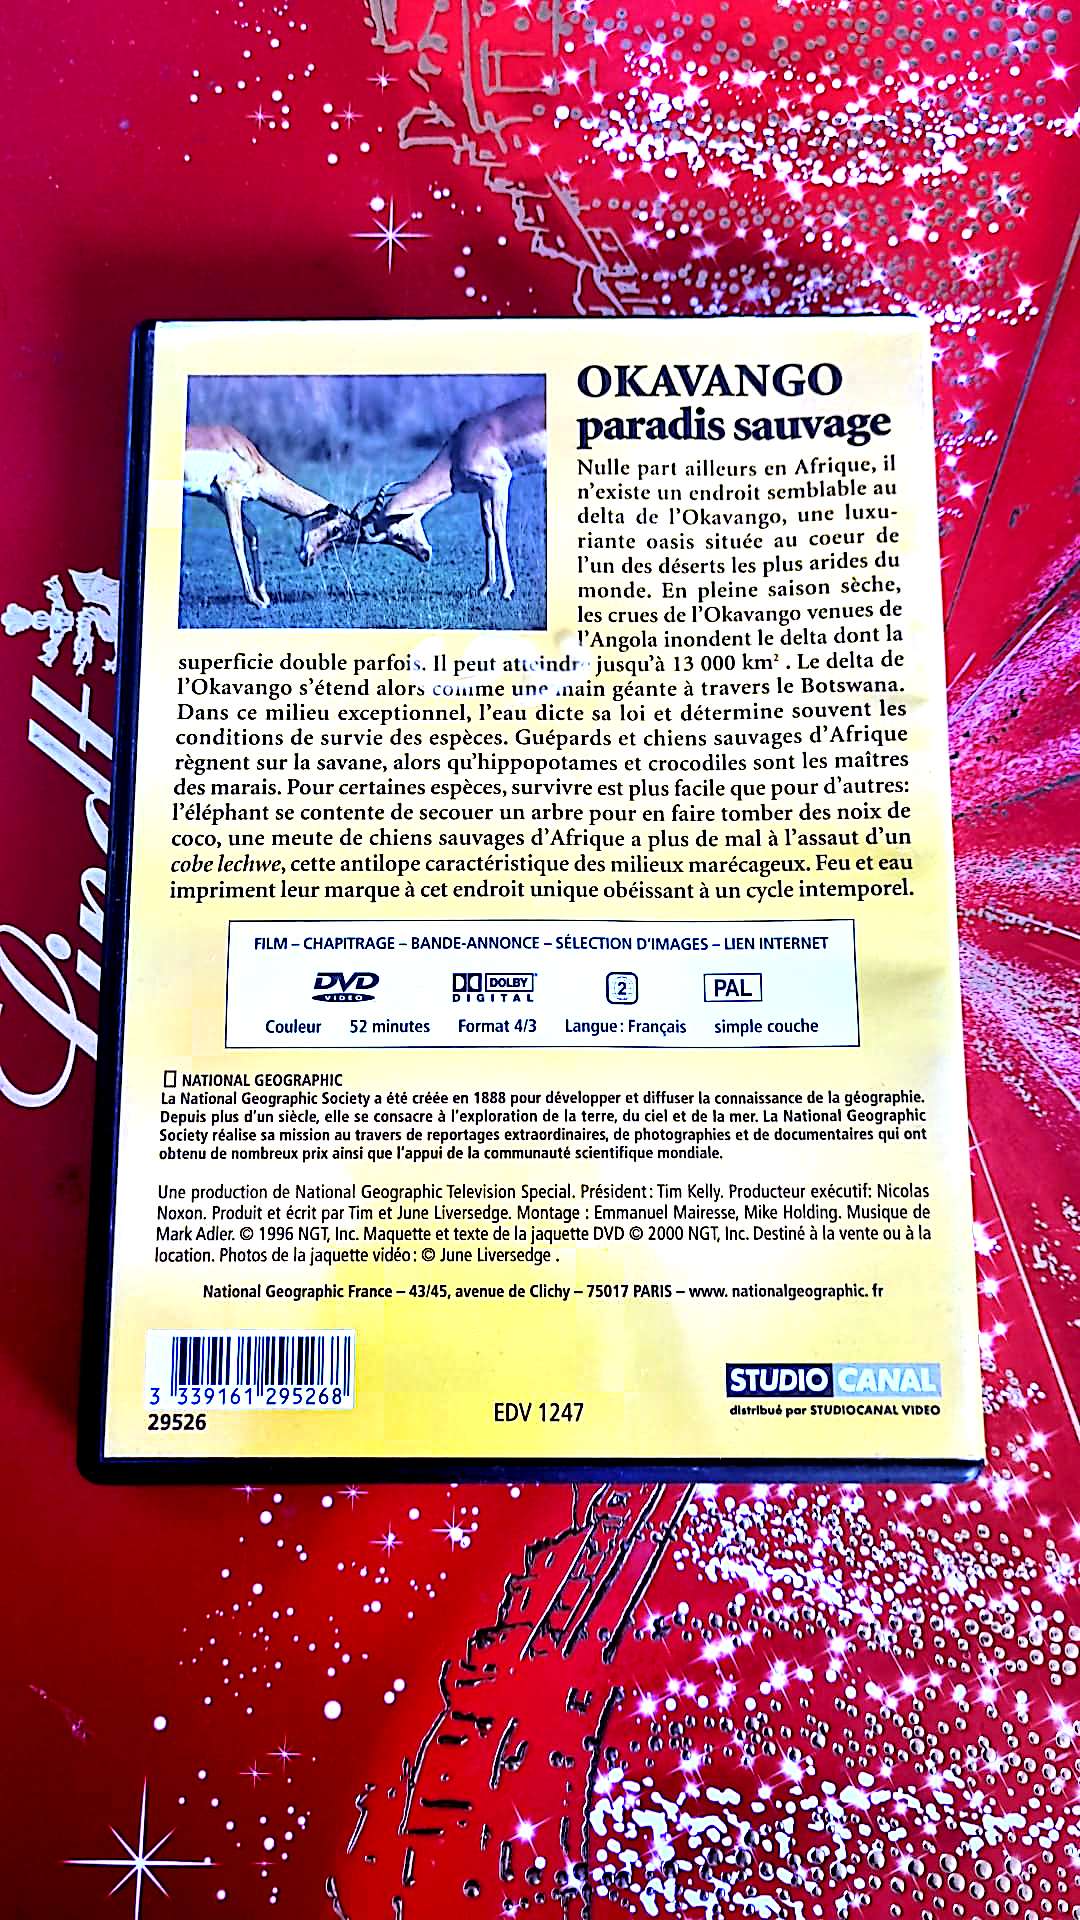 OKAVANGO
paradis sauvage
Nulle part ailleurs en Afrique, il
n'existe un endroit semblable au
delta de l'Okavango, une luxu-
riante oasis située au coeur de
l'un des déserts les plus arides du
monde. En pleine saison sèche,
les crues de l'Okavango venues de
l'Angola inondent le delta dont la
superficie double parfois. Il peut atteindre jusqu'à 13 000 km² . Le delta de
l'Okavango s'étend alors comme une main géante à travers le Botswana.
Dans ce milieu exceptionnel, l'eau dicte sa loi et détermine souvent les
conditions de survie des espèces. Guépards et chiens sauvages d'Afrique
règnent sur la savane, alors qu'hippopotames et crocodiles sont les maîtres
des marais. Pour certaines espèces, survivre est plus facile que pour d'autres:
l'éléphant se contente de secouer un arbre pour en faire tomber des noix de
coco, une meute de chiens sauvages d'Afrique a plus de mal à l'assaut d'un
cobe lechwe, cette antilope caractéristique des milieux marécageux. Feu et eau
impriment leur marque à cet endroit unique obéissant à un cycle intemporel.
FILM – CHAPITRAGE – BANDE-ANNONCE – SÉLECTION D'IMAGES – LIEN INTERNET
DVD VIDEO DOLBY DIGITAL 2 PAL
Couleur 52 minutes Format 4/3 Langue : Français simple couche
NATIONAL GEOGRAPHIC
La National Geographic Society a été créée en 1888 pour développer et diffuser la connaissance de la géographie.
Depuis plus d'un siècle, elle se consacre à l'exploration de la terre, du ciel et de la mer. La National Geographic
Society réalise sa mission au travers de reportages extraordinaires, de photographies et de documentaires qui ont
obtenu de nombreux prix ainsi que l'appui de la communauté scientifique mondiale.
Une production de National Geographic Television Special. Président : Tim Kelly. Producteur exécutif: Nicolas
Noxon. Produit et écrit par Tim et June Liversedge. Montage : Emmanuel Mairesse, Mike Holding. Musique de
Mark Adler. © 1996 NGT, Inc. Maquette et texte de la jaquette DVD © 2000 NGT, Inc. Destiné à la vente ou à la
location. Photos de la jaquette vidéo : © June Liversedge .
National Geographic France – 43/45, avenue de Clichy – 75017 PARIS – www. nationalgeographic. fr
3 339161 295268
29526
EDV 1247
STUDIO CANAL
distribué par STUDIOCANAL VIDEO
Lindt